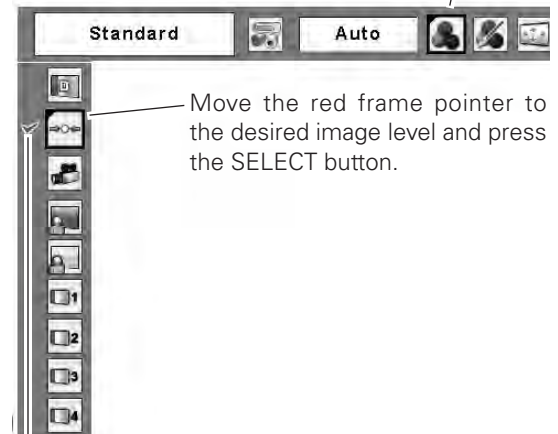 Standard Auto
Move the red frame pointer to
the desired image level and press
the SELECT button.
D
1
2
3
4